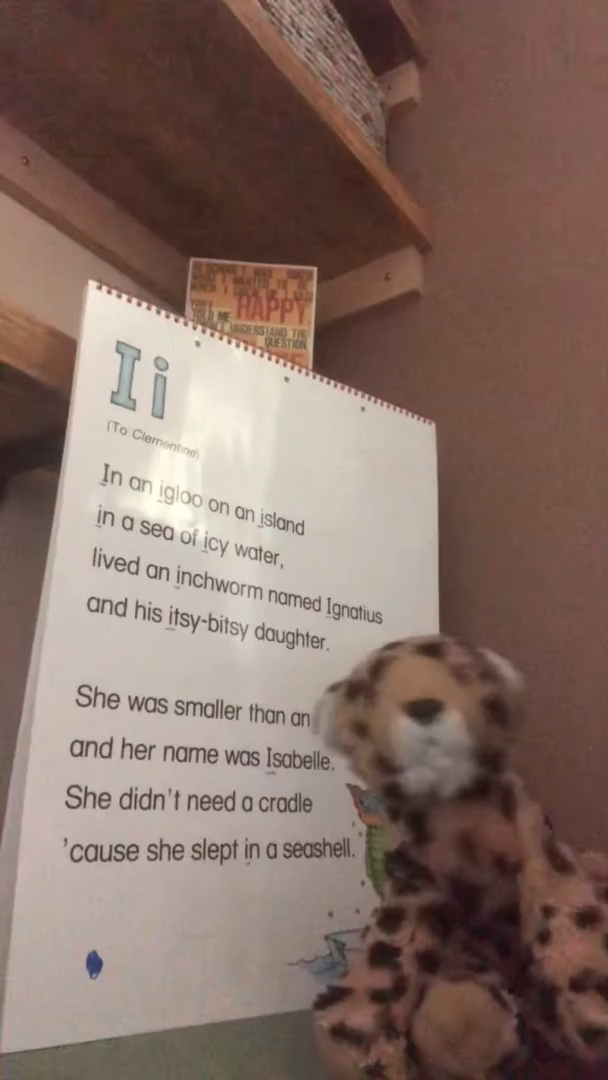 HAPPY
TOLD ME
UNDERSTAND THE
QUESTION
Ii
(To Clementine)
In an igloo on an island
in a sea of icy water,
lived an inchworm named Ignatius
and his itsy-bitsy daughter.
She was smaller than an
and her name was Isabelle.
She didn't need a cradle
'cause she slept in a seashell.